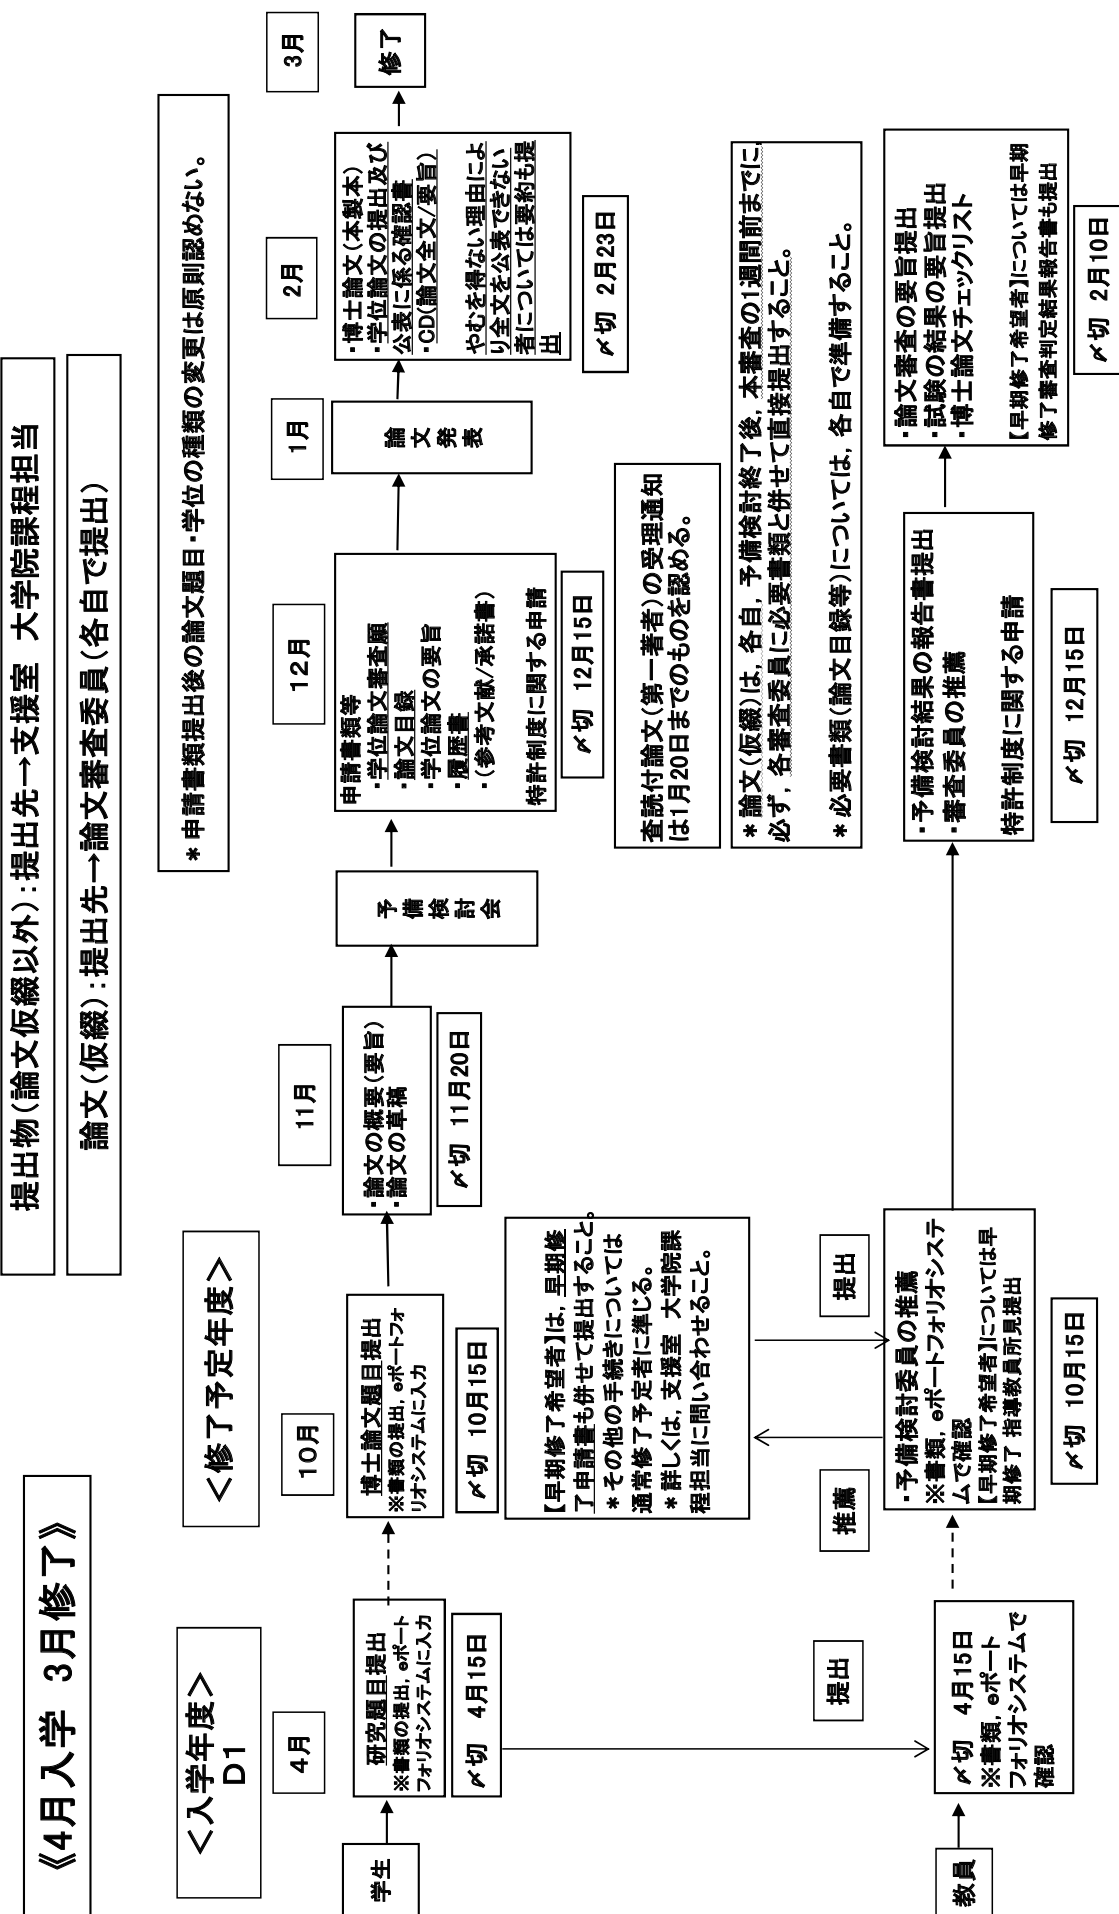 《4月入学　3月修了》
提出物（論文仮綴以外）：提出先→支援室　大学院課程担当
論文（仮綴）：提出先→論文審査委員（各自で提出）
＜入学年度＞
D1
＜修了予定年度＞
＊申請書類提出後の論文題目・学位の種類の変更は原則認めない。
4月
10月
11月
12月
1月
2月
3月
学生
研究題目提出
※書類の提出，eポート
フォリオシステムに入力
〆切　4月15日
博士論文題目提出
※書類の提出，eポートフォ
リオシステムに入力
〆切　10月15日
・論文の概要（要旨）
・論文の草稿
〆切　11月20日
予備検討会
申請書類等
・学位論文審査願
・論文目録
・学位論文の要旨
・履歴書
・（参考文献/承諾書）
特許制度に関する申請
〆切　12月15日
論文発表
・博士論文（本製本）
・学位論文の提出及び
公表に係る確認書
・CD（論文全文/要旨）
やむを得ない理由によ
り全文を公表できない
者については要約も提
出
〆切　2月23日
修了
【早期修了希望者】は，早期修
了申請書も併せて提出すること。
＊その他の手続きについては
通常修了予定者に準じる。
＊詳しくは，支援室　大学院課
程担当に問い合わせること。
査読付論文（第一著者）の受理通知
は1月20日までのものを認める。
＊論文（仮綴）は，各自，予備検討終了後，本審査の1週間前までに，
必ず，各審査委員に必要書類と併せて直接提出すること。
＊必要書類（論文目録等）については，各自で準備すること。
提出
推薦
提出
教員
〆切　4月15日
※書類，eポート
フォリオシステムで
確認
・予備検討委員の推薦
※書類，eポートフォリオシステ
ムで確認
【早期修了希望者】については早
期修了 指導教員所見提出
〆切　10月15日
・予備検討結果の報告書提出
・審査委員の推薦
特許制度に関する申請
〆切　12月15日
・論文審査の要旨提出
・試験の結果の要旨提出
・博士論文チェックリスト
【早期修了希望者】については早期
修了審査判定結果報告書も提出
〆切　2月10日